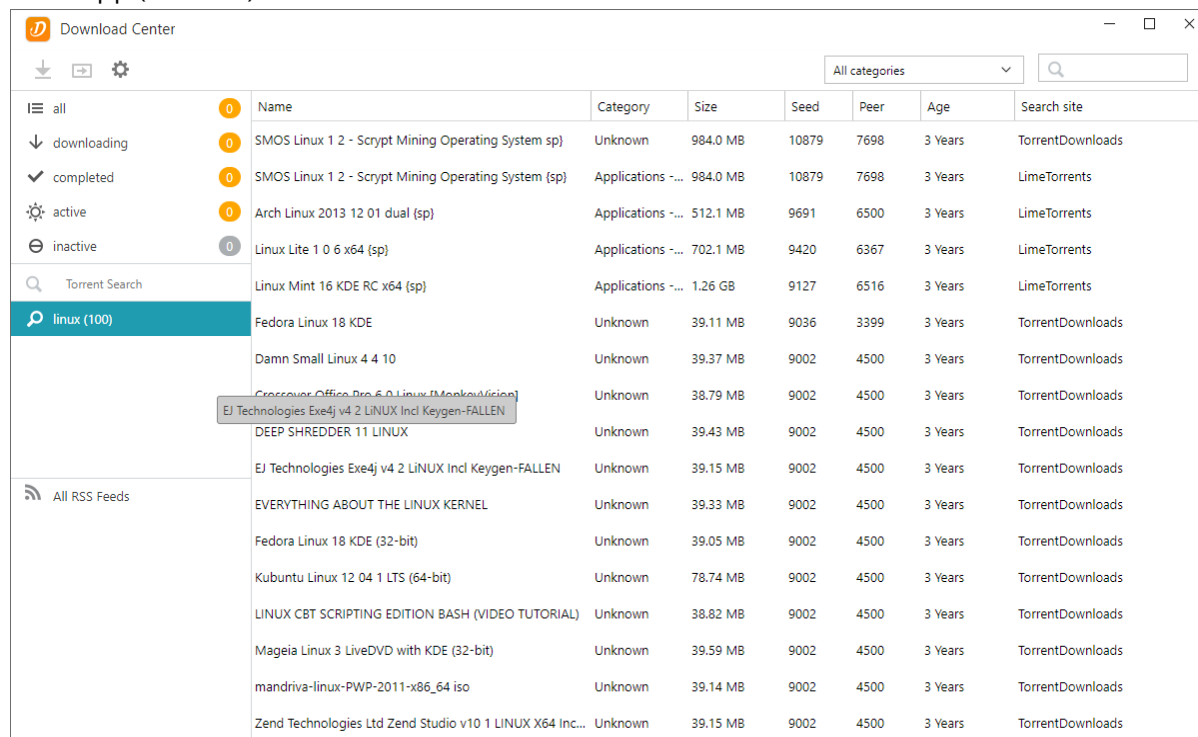 Download Center
All categories
all 0
downloading 0
completed 0
active 0
inactive 0
Torrent Search
linux (100)
All RSS Feeds
Name Category Size Seed Peer Age Search site
SMOS Linux 1 2 - Scrypt Mining Operating System sp} Unknown 984.0 MB 10879 7698 3 Years TorrentDownloads
SMOS Linux 1 2 - Scrypt Mining Operating System {sp} Applications -... 984.0 MB 10879 7698 3 Years LimeTorrents
Arch Linux 2013 12 01 dual {sp} Applications -... 512.1 MB 9691 6500 3 Years LimeTorrents
Linux Lite 1 0 6 x64 {sp} Applications -... 702.1 MB 9420 6367 3 Years LimeTorrents
Linux Mint 16 KDE RC x64 {sp} Applications -... 1.26 GB 9127 6516 3 Years LimeTorrents
Fedora Linux 18 KDE Unknown 39.11 MB 9036 3399 3 Years TorrentDownloads
Damn Small Linux 4 4 10 Unknown 39.37 MB 9002 4500 3 Years TorrentDownloads
Crossover Office Pro 6 0 Linux [MonkeyVision] Unknown 38.79 MB 9002 4500 3 Years TorrentDownloads
EJ Technologies Exe4j v4 2 LiNUX Incl Keygen-FALLEN
DEEP SHREDDER 11 LINUX Unknown 39.43 MB 9002 4500 3 Years TorrentDownloads
EJ Technologies Exe4j v4 2 LiNUX Incl Keygen-FALLEN Unknown 39.15 MB 9002 4500 3 Years TorrentDownloads
EVERYTHING ABOUT THE LINUX KERNEL Unknown 39.33 MB 9002 4500 3 Years TorrentDownloads
Fedora Linux 18 KDE (32-bit) Unknown 39.05 MB 9002 4500 3 Years TorrentDownloads
Kubuntu Linux 12 04 1 LTS (64-bit) Unknown 78.74 MB 9002 4500 3 Years TorrentDownloads
LINUX CBT SCRIPTING EDITION BASH (VIDEO TUTORIAL) Unknown 38.82 MB 9002 4500 3 Years TorrentDownloads
Mageia Linux 3 LiveDVD with KDE (32-bit) Unknown 39.59 MB 9002 4500 3 Years TorrentDownloads
mandriva-linux-PWP-2011-x86_64 iso Unknown 39.14 MB 9002 4500 3 Years TorrentDownloads
Zend Technologies Ltd Zend Studio v10 1 LINUX X64 Inc... Unknown 39.15 MB 9002 4500 3 Years TorrentDownloads